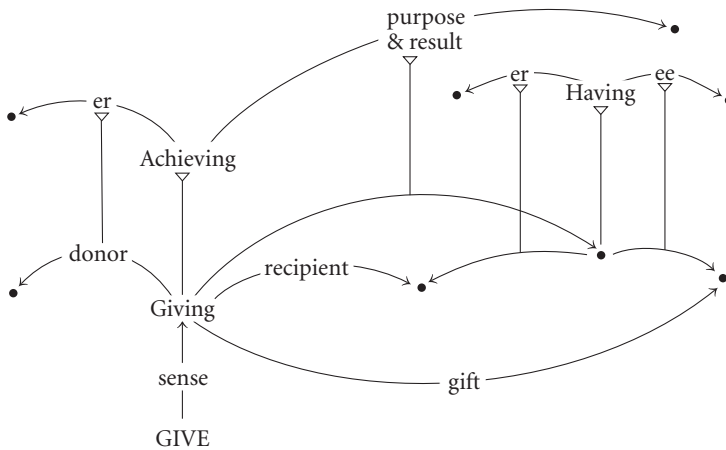 purpose
& result
er
er
ee
Having
Achieving
donor
recipient
Giving
sense
gift
GIVE